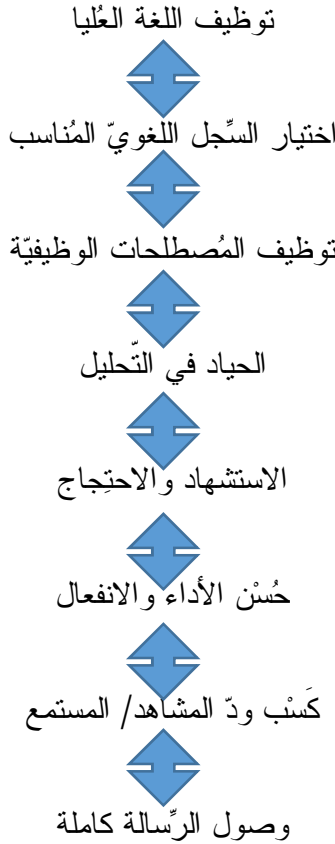 توظيف اللغة العُليا
اختيار السِّجل اللغويّ المُناسب
توظيف المُصطلحات الوظيفيّة
الحياد في التّحليل
الاستشهاد والاحتِجاج
حُسْن الأداء والانفعال
كَسْب ودّ المشاهد/ المستمع
وصول الرِّسالة كاملة